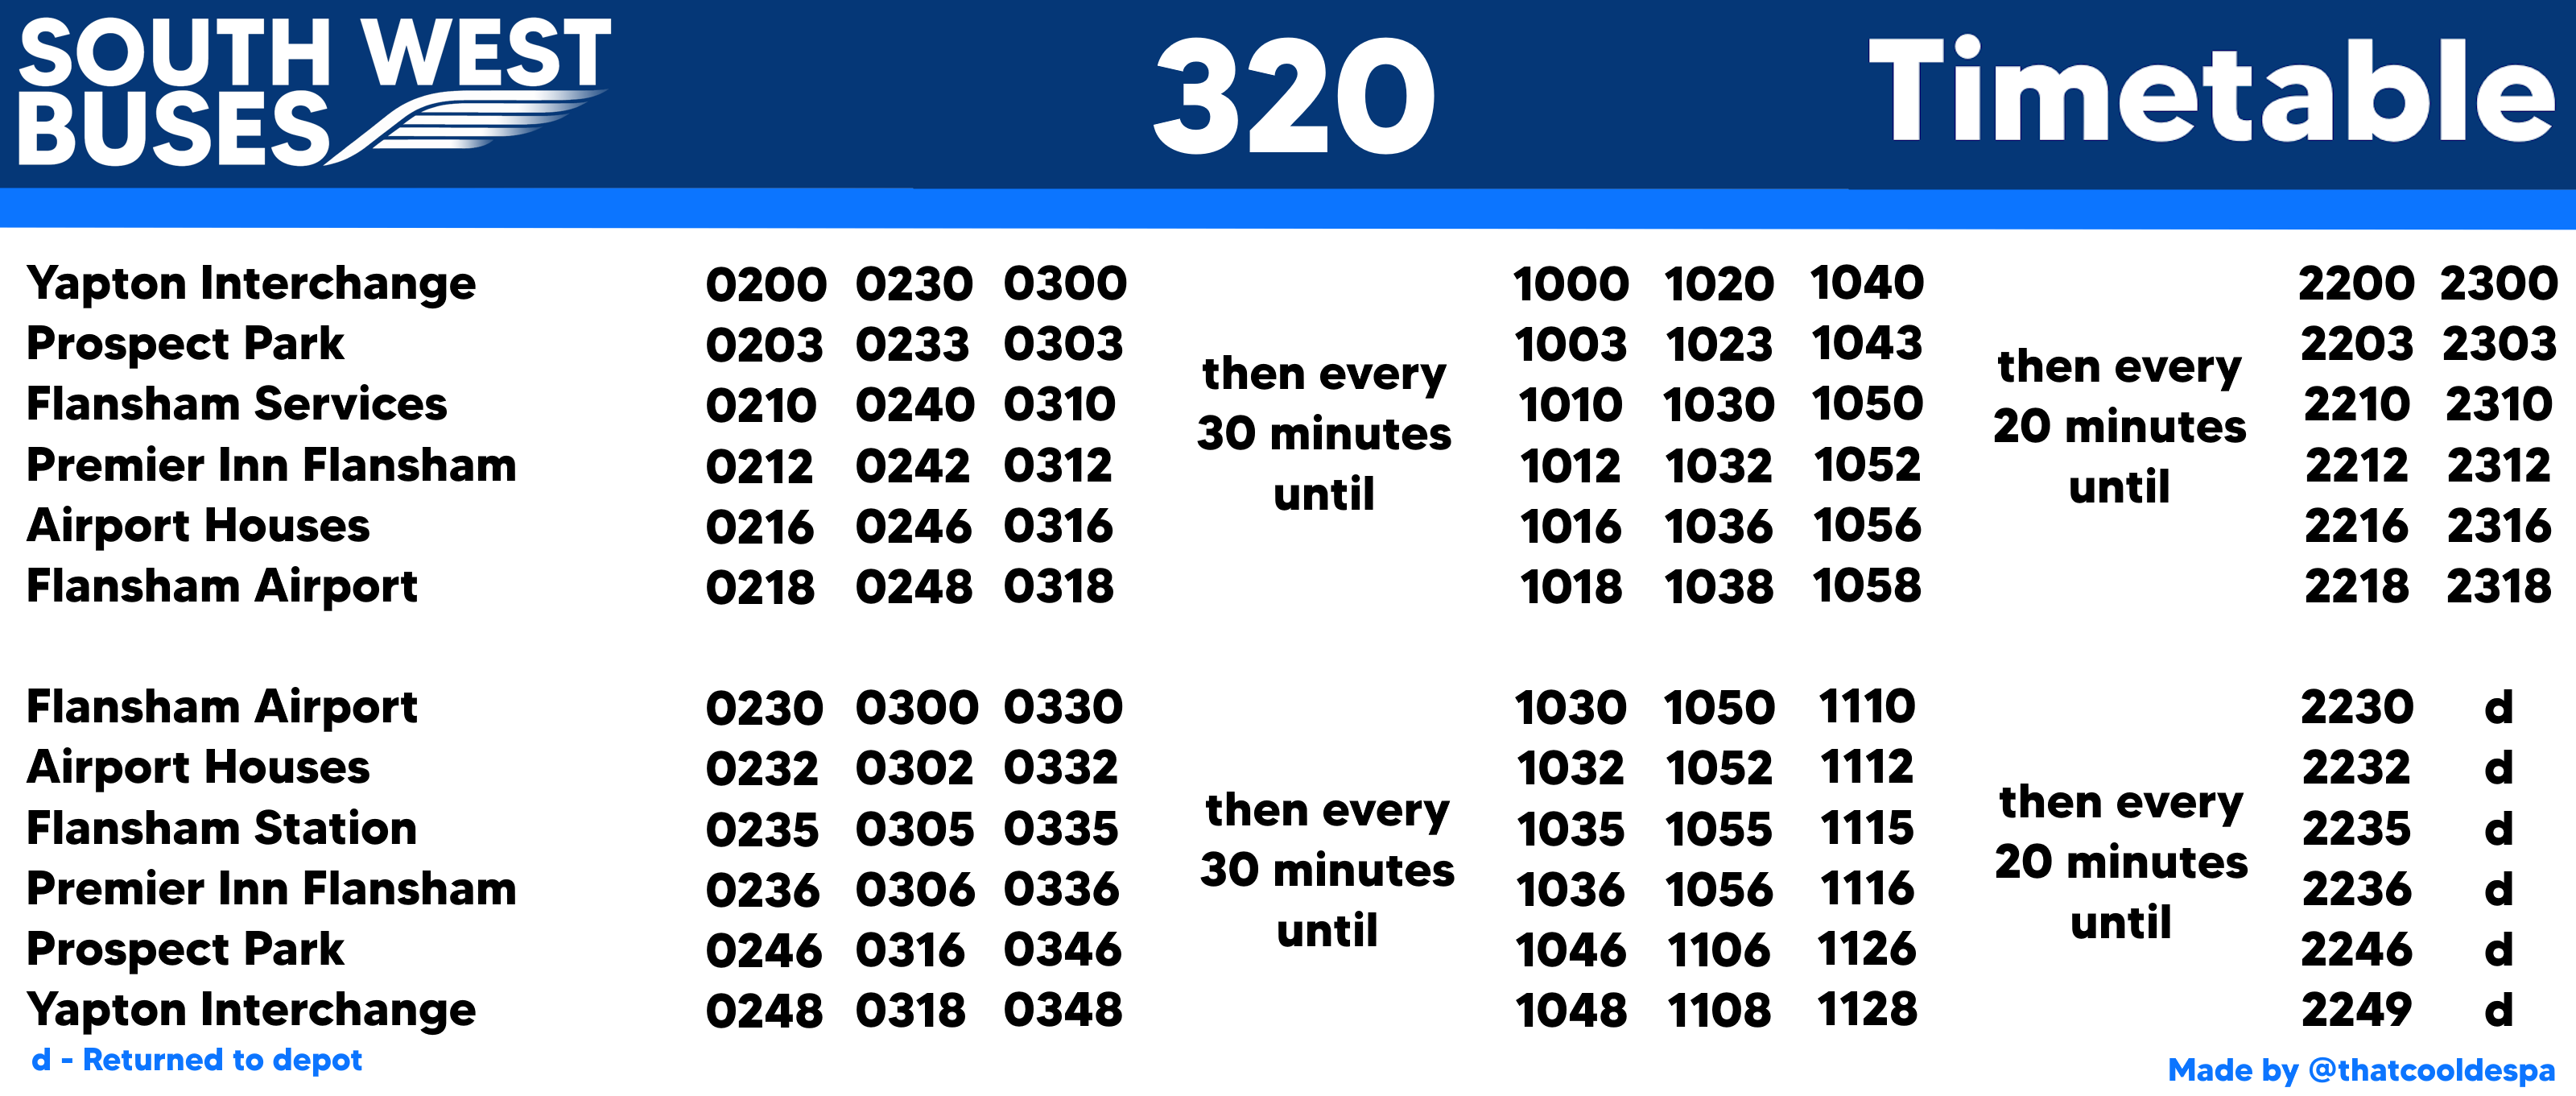 SOUTH WEST
BUSES
320
Timetable
Yapton Interchange 0200 0230 0300 1000 1020 1040 2200 2300
Prospect Park 0203 0233 0303 1003 1023 1043 2203 2303
Flansham Services 0210 0240 0310 1010 1030 1050 2210 2310
Premier Inn Flansham 0212 0242 0312 1012 1032 1052 2212 2312
Airport Houses 0216 0246 0316 1016 1036 1056 2216 2316
Flansham Airport 0218 0248 0318 1018 1038 1058 2218 2318
then every
30 minutes
until
then every
20 minutes
until
Flansham Airport 0230 0300 0330 1030 1050 1110 2230 d
Airport Houses 0232 0302 0332 1032 1052 1112 2232 d
Flansham Station 0235 0305 0335 1035 1055 1115 2235 d
Premier Inn Flansham 0236 0306 0336 1036 1056 1116 2236 d
Prospect Park 0246 0316 0346 1046 1106 1126 2246 d
Yapton Interchange 0248 0318 0348 1048 1108 1128 2249 d
then every
30 minutes
until
then every
20 minutes
until
d - Returned to depot
Made by @thatcooldespa